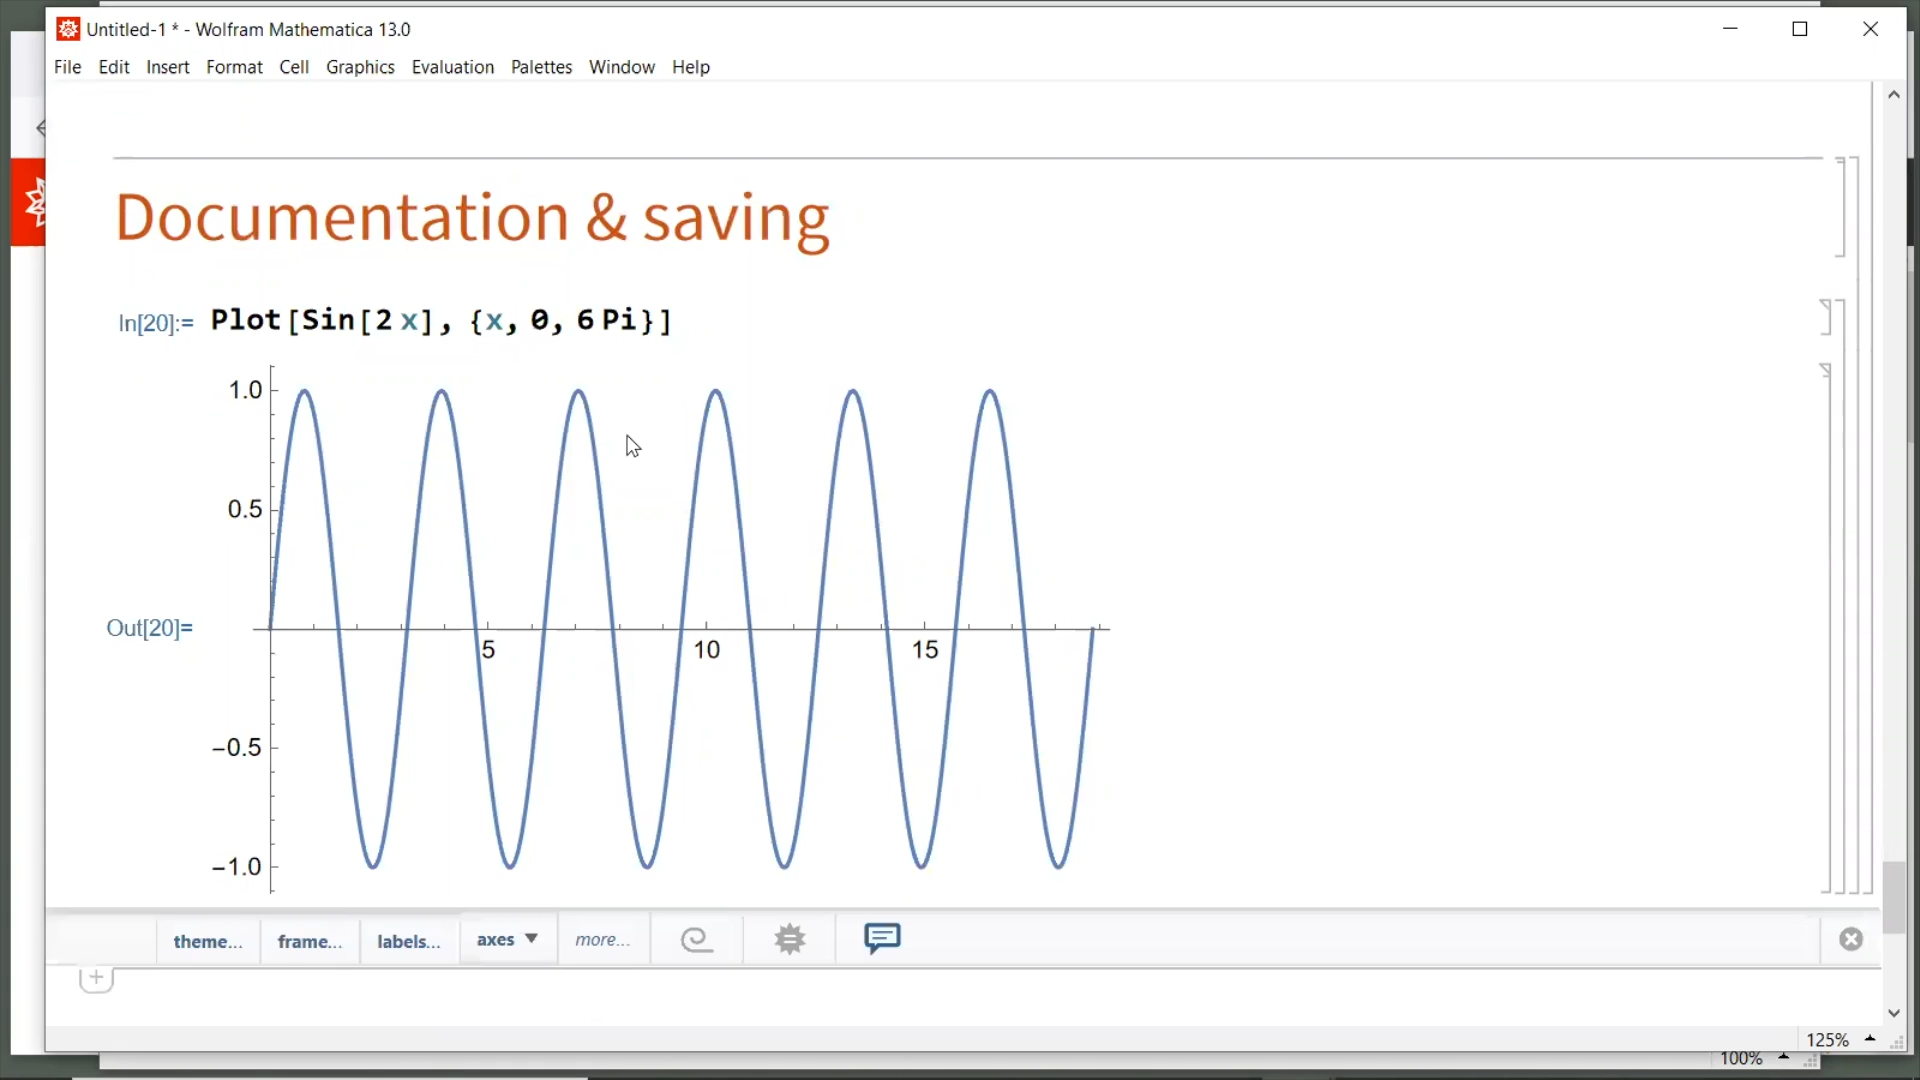 Untitled-1 * - Wolfram Mathematica 13.0
File Edit Insert Format Cell Graphics Evaluation Palettes Window Help
Documentation & saving
In[20]:= Plot[Sin[2 x], {x, 0, 6 Pi}]
1.0
0.5
Out[20]=
5 10 15
−0.5
−1.0
theme... frame... labels... axes more...
125%
100%